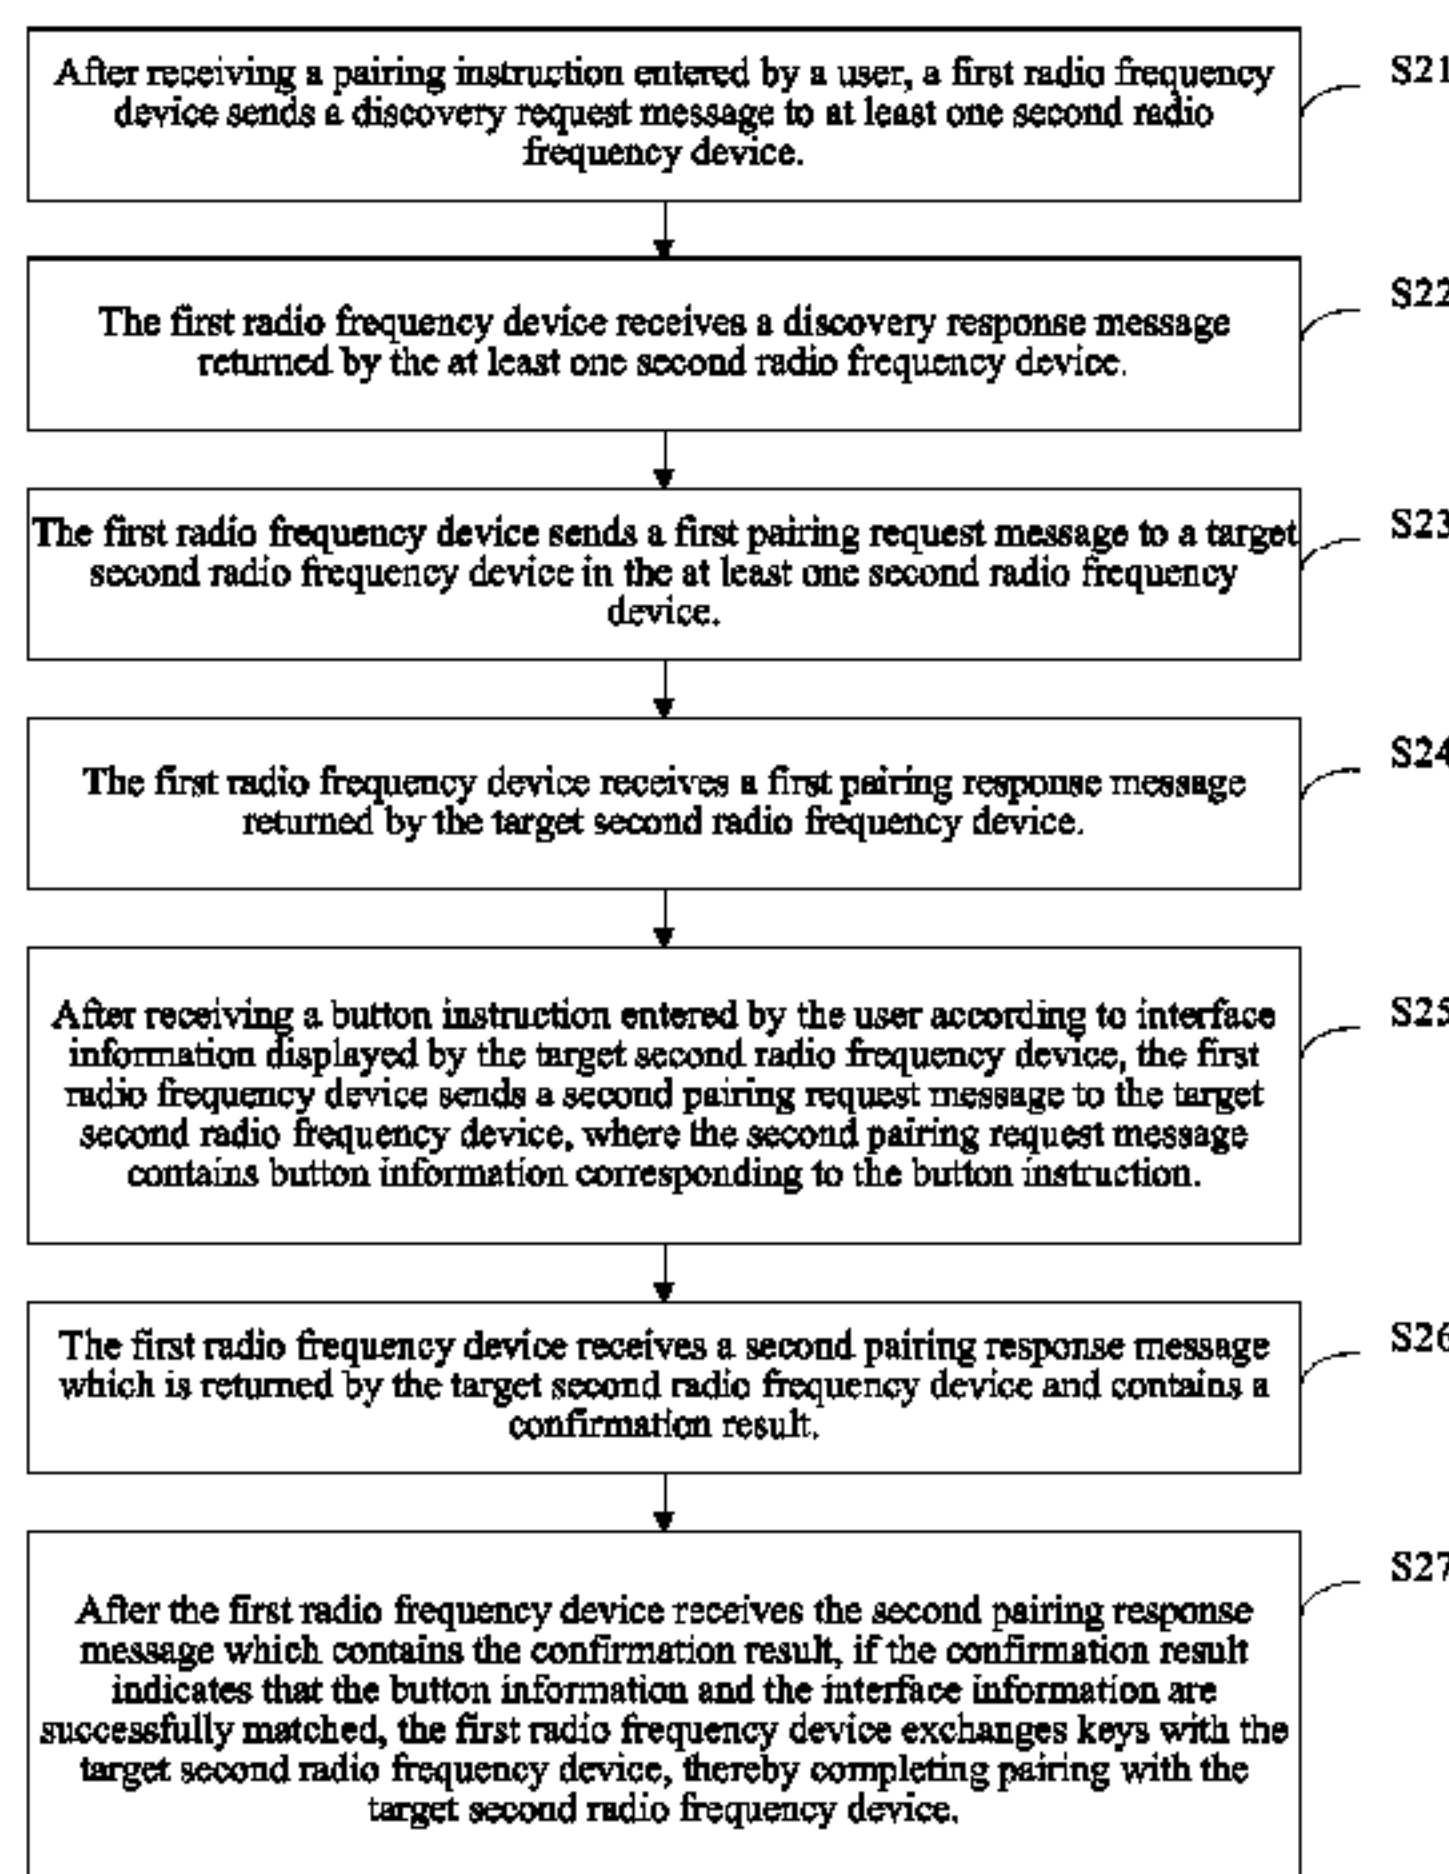 After receiving a pairing instruction entered by a user, a first radio frequency
device sends a discovery request message to at least one second radio
frequency device.
S21
The first radio frequency device receives a discovery response message
returned by the at least one second radio frequency device.
S22
The first radio frequency device sends a first pairing request message to a target
second radio frequency device in the at least one second radio frequency
device.
S23
The first radio frequency device receives a first pairing response message
returned by the target second radio frequency device.
S24
After receiving a button instruction entered by the user according to interface
information displayed by the target second radio frequency device, the first
radio frequency device sends a second pairing request message to the target
second radio frequency device, where the second pairing request message
contains button information corresponding to the button instruction.
S25
The first radio frequency device receives a second pairing response message
which is returned by the target second radio frequency device and contains a
confirmation result.
S26
After the first radio frequency device receives the second pairing response
message which contains the confirmation result, if the confirmation result
indicates that the button information and the interface information are
successfully matched, the first radio frequency device exchanges keys with the
target second radio frequency device, thereby completing pairing with the
target second radio frequency device.
S27